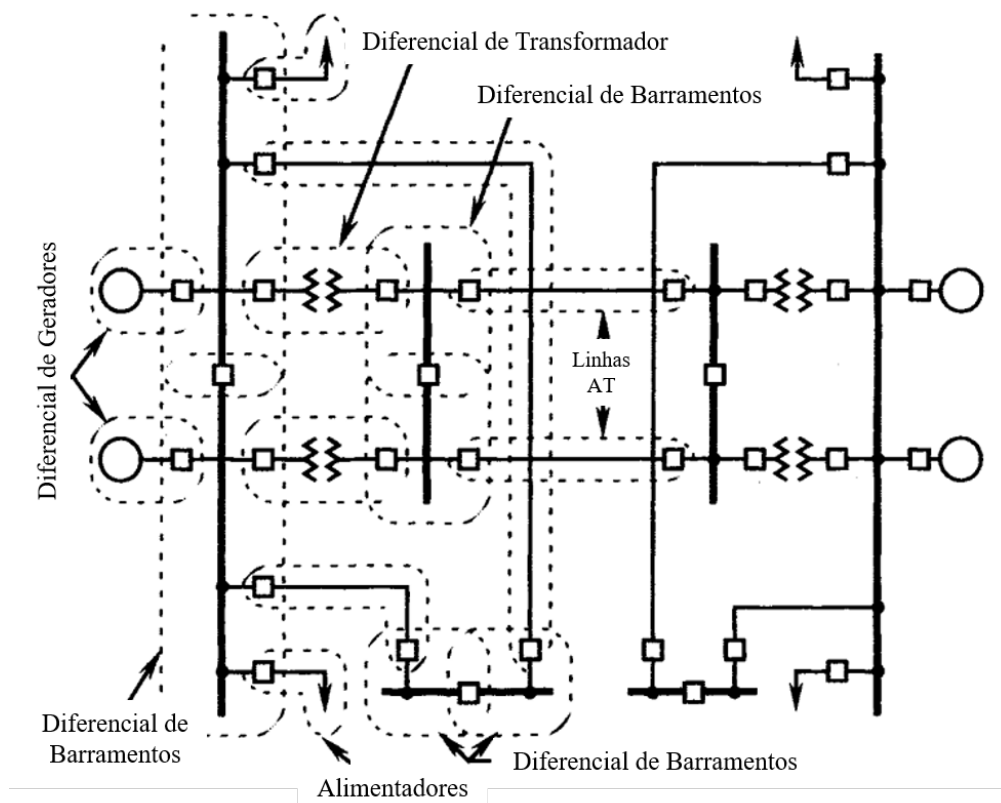 Diferencial de Transformador
Diferencial de Barramentos
Diferencial de Geradores
Linhas
AT
Diferencial de
Barramentos
Diferencial de Barramentos
Alimentadores